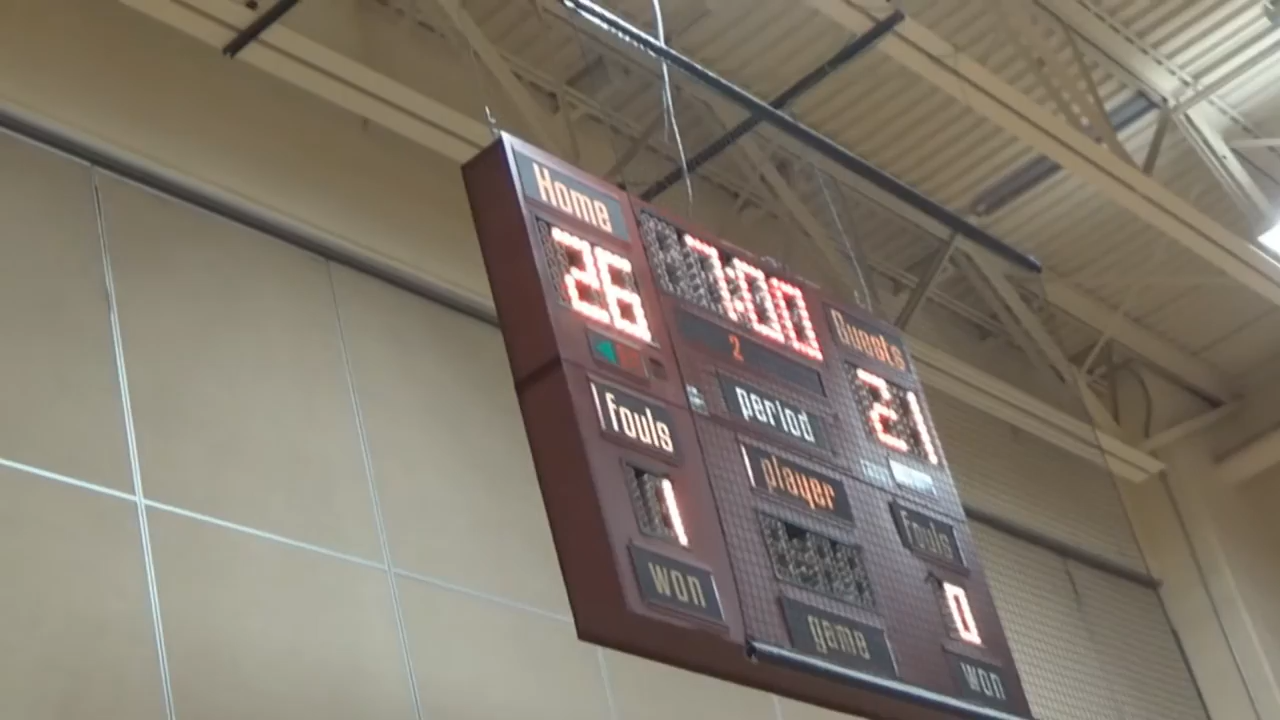 Home
7:00
Guests
26
2
21
period
Fouls
player
Fouls
1
0
won
game
won